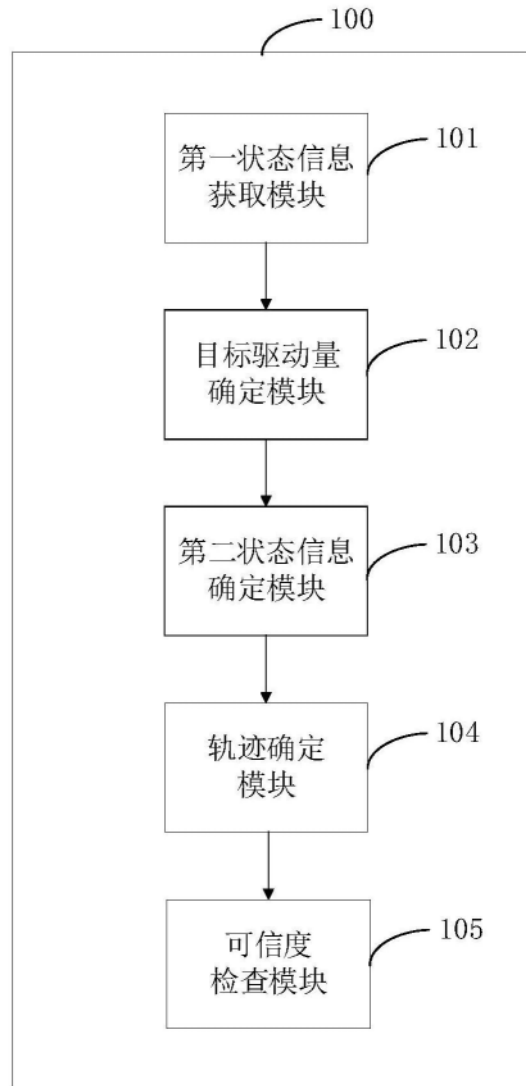 100
第一状态信息
获取模块
101
目标驱动量
确定模块
102
第二状态信息
确定模块
103
轨迹确定
模块
104
可信度
检查模块
105